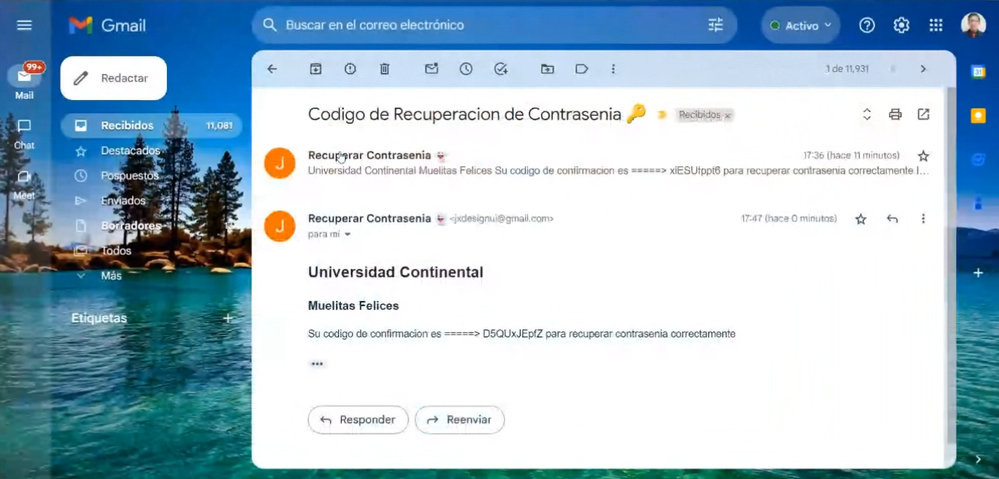 Gmail
Buscar en el correo electrónico
Activo
99+
Mail
Chat
Meet
Redactar
Recibidos 11,081
Destacados
Pospuestos
Enviados
Borradores
Todos
Más
Etiquetas
1 de 11,931
Codigo de Recuperacion de Contrasenia 🔑 Recibidos ×
J
Recuperar Contrasenia 👻 17:36 (hace 11 minutos)
Universidad Continental Muelitas Felices Su codigo de confirmacion es =====> xiESUfppt6 para recuperar contrasenia correctamente I…
J
Recuperar Contrasenia 👻 <jxdesignui@gmail.com> 17:47 (hace 0 minutos)
para mí
Universidad Continental
Muelitas Felices
Su codigo de confirmacion es =====> D5QUxJEpfZ para recuperar contrasenia correctamente
•••
Responder
Reenviar
31